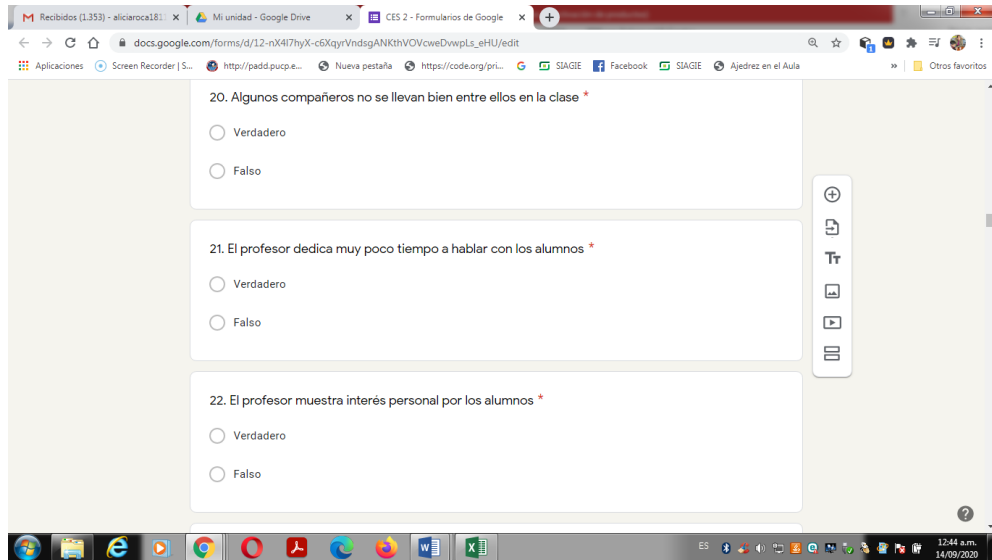 Recibidos (1.353) - aliciaroca181
Mi unidad - Google Drive
CES 2 - Formularios de Google
docs.google.com/forms/d/12-nX4l7hyX-c6XqyrVndsgANKthVOVcweDvwpLs_eHU/edit
Aplicaciones
Screen Recorder | S...
http://padd.pucp.e...
Nueva pestaña
https://code.org/pri...
SIAGIE
Facebook
SIAGIE
Ajedrez en el Aula
»
Otros favoritos
20. Algunos compañeros no se llevan bien entre ellos en la clase *
Verdadero
Falso
21. El profesor dedica muy poco tiempo a hablar con los alumnos *
Verdadero
Falso
Tт
22. El profesor muestra interés personal por los alumnos *
Verdadero
Falso
ES
12:44 a.m.
14/09/2020